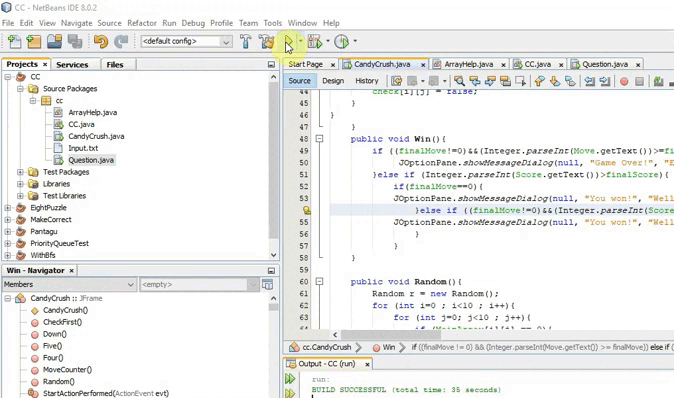 CC - NetBeans IDE 8.0.2
File Edit View Navigate Source Refactor Run Debug Profile Team Tools Window Help
<default config>
Projects × Services Files
Start Page CandyCrush.java ArrayHelp.java CC.java Question.java
Source Design History
CC
Source Packages
cc
ArrayHelp.java
CC.java
CandyCrush.java
Input.txt
Question.java
Test Packages
Libraries
Test Libraries
EightPuzzle
MakeCorrect
Pantagu
PriorityQueueTest
WithBfs
44 check[i][j] = false;
45 }
46 }
47 }
48 public void Win(){
49 if ((finalMove!=0)&&(Integer.parseInt(Move.getText())>=fi
50 JOptionPane.showMessageDialog(null, "Game Over!", "E
51 }else if (Integer.parseInt(Score.getText())>finalScore){
52 if(finalMove==0){
53 JOptionPane.showMessageDialog(null, "You won!", "Well
}else if ((finalMove!=0)&&(Integer.parseInt(Score
55 JOptionPane.showMessageDialog(null, "You won!", "Well
56 }
57 }
58 }
59
60 public void Random(){
61 Random r = new Random();
62 for (int i=0 ; i<10 ; i++){
63 for (int j=0; j<10 ; j++){
64 if (MainArray[i][j] == 0){
Win - Navigator ×
Members <empty>
CandyCrush :: JFrame
CandyCrush()
CheckFirst()
Down()
Five()
Four()
MoveCounter()
Random()
StartActionPerformed(ActionEvent evt)
cc.CandyCrush Win if ((finalMove != 0) && (Integer.parseInt(Move.getText()) >= finalMove)) else if
Output - CC (run) ×
run:
BUILD SUCCESSFUL (total time: 35 seconds)